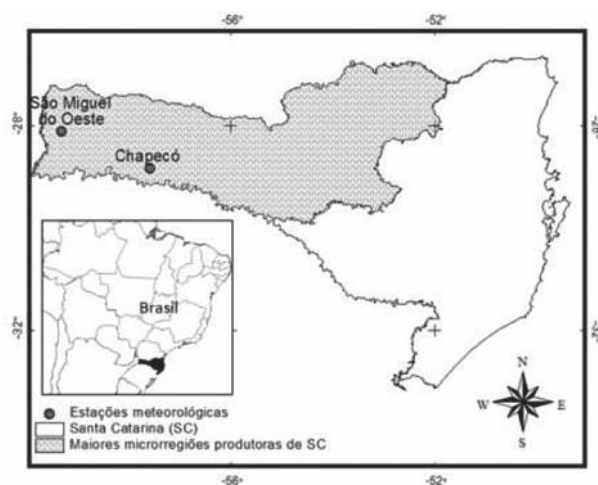 -56° -52°
São Miguel
do Oeste
-28°
Chapecó
Brasil
-32°
N
W E
S
Estações meteorológicas
Santa Catarina (SC)
Maiores microrregiões produtoras de SC
-56° -52°